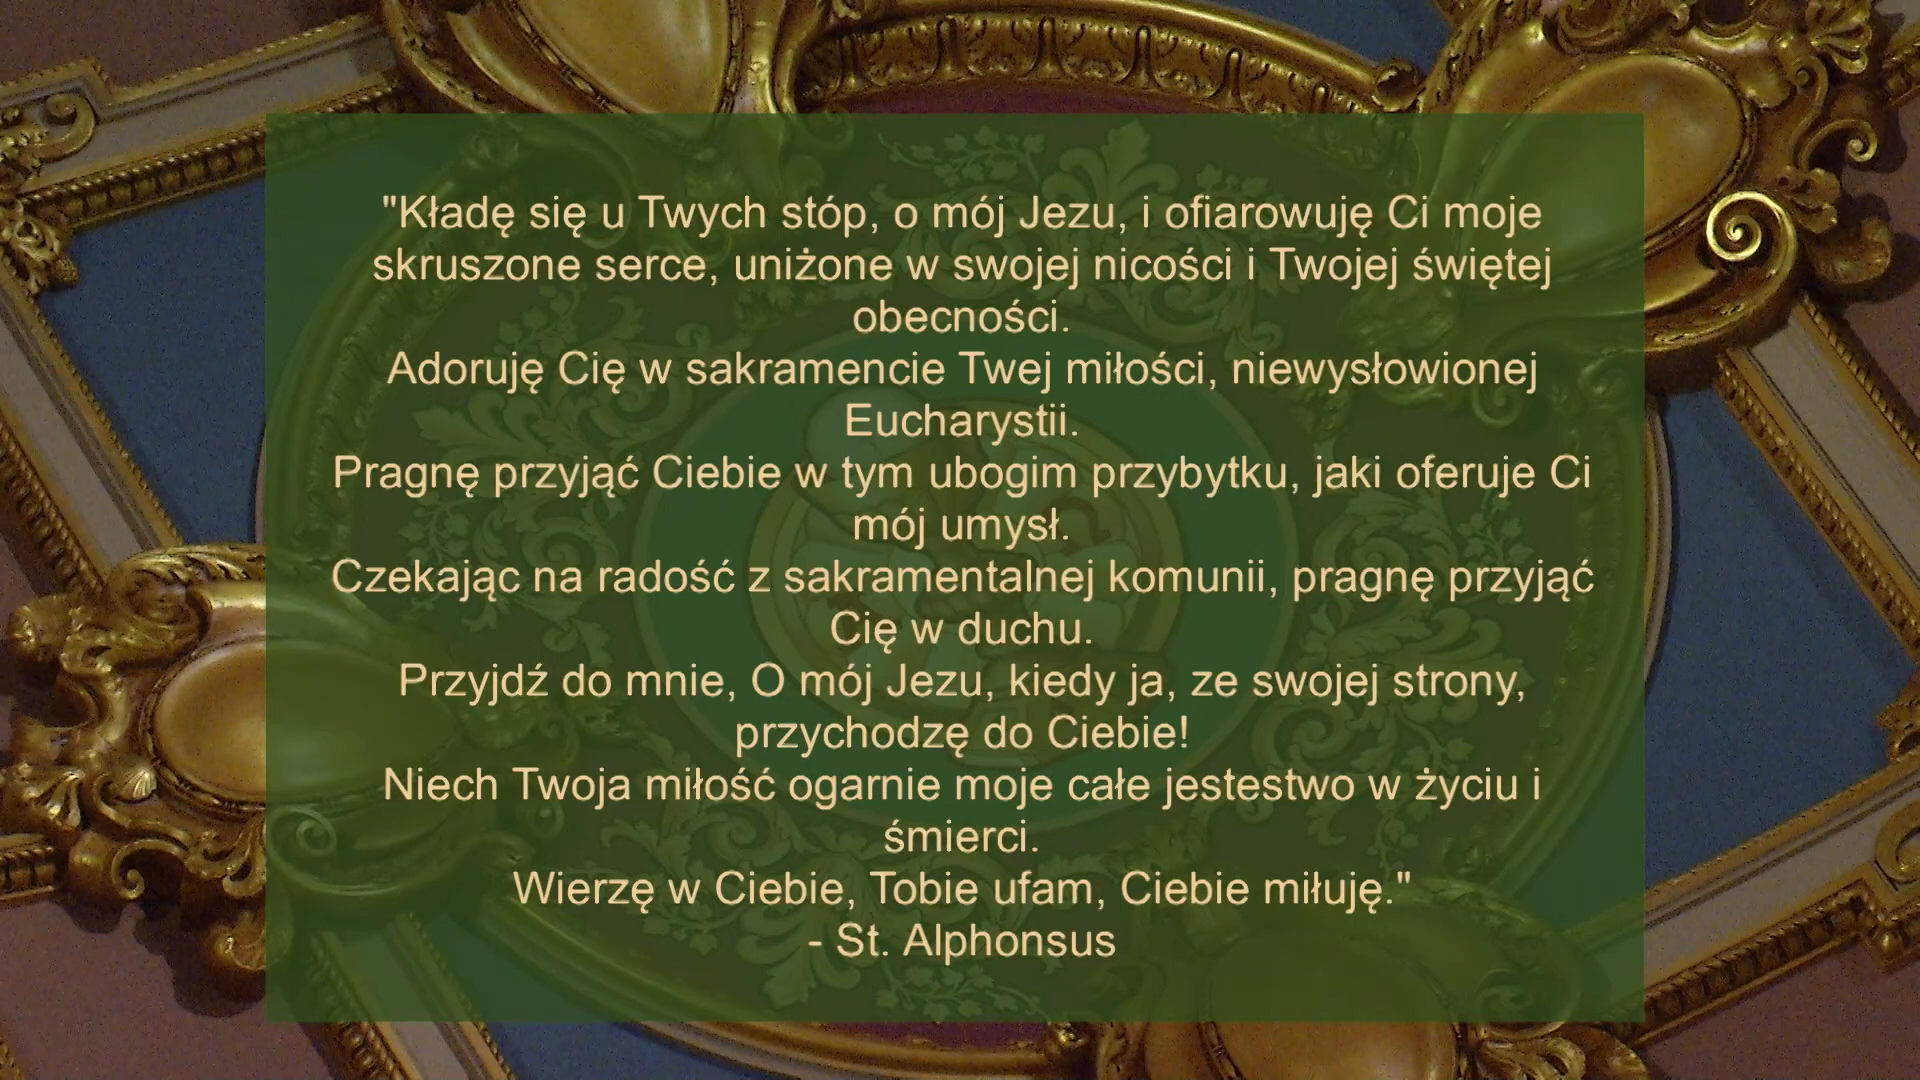 "Kładę się u Twych stóp, o mój Jezu, i ofiarowuję Ci moje
skruszone serce, uniżone w swojej nicości i Twojej świętej
obecności.
Adoruję Cię w sakramencie Twej miłości, niewysłowionej
Eucharystii.
Pragnę przyjąć Ciebie w tym ubogim przybytku, jaki oferuje Ci
mój umysł.
Czekając na radość z sakramentalnej komunii, pragnę przyjąć
Cię w duchu.
Przyjdź do mnie, O mój Jezu, kiedy ja, ze swojej strony,
przychodzę do Ciebie!
Niech Twoja miłość ogarnie moje całe jestestwo w życiu i
śmierci.
Wierzę w Ciebie, Tobie ufam, Ciebie miłuję."
- St. Alphonsus